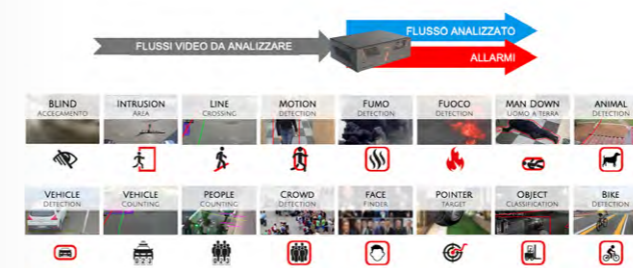 FLUSSO ANALIZZATO
FLUSSI VIDEO DA ANALIZZARE
ALLARMI
BLIND
ACCECAMENTO
INTRUSION
AREA
LINE
CROSSING
MOTION
DETECTION
FUMO
DETECTION
FUOCO
DETECTION
MAN DOWN
UOMO A TERRA
ANIMAL
DETECTION
VEHICLE
DETECTION
VEHICLE
COUNTING
PEOPLE
COUNTING
CROWD
DETECTION
FACE
FINDER
POINTER
TARGET
OBJECT
CLASSIFICATION
BIKE
DETECTION